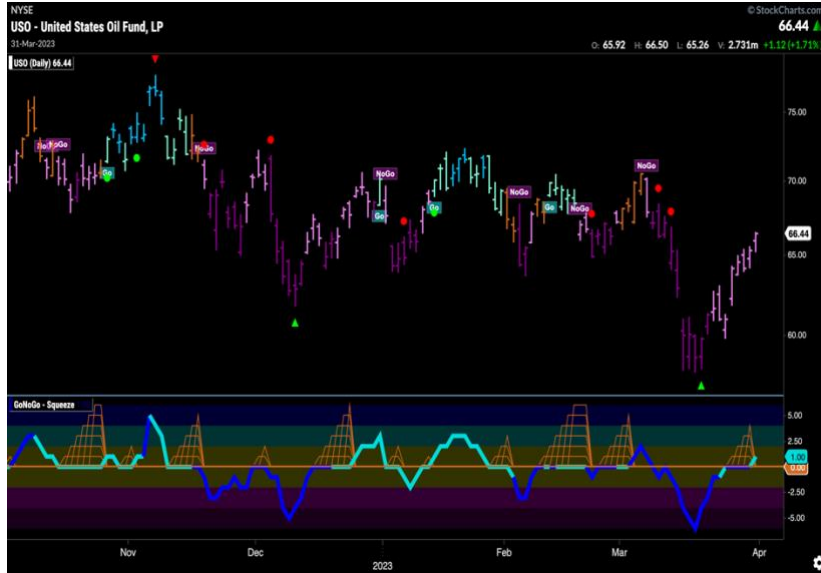 NYSE
© StockCharts.com
USO - United States Oil Fund, LP
66.44
31-Mar-2023
O: 65.92 H: 66.50 L: 65.26 V: 2.731m +1.12 (+1.71%)
USO (Daily) 66.44
75.00
NoGo
NoGo
Go
NoGo
NoGo
Go
Go
NoGo
Go
NoGo
NoGo
70.00
66.44
65.00
60.00
GoNoGo - Squeeze
5.00
2.50
1.00
0.00
-2.50
-5.00
Nov Dec 2023 Feb Mar Apr